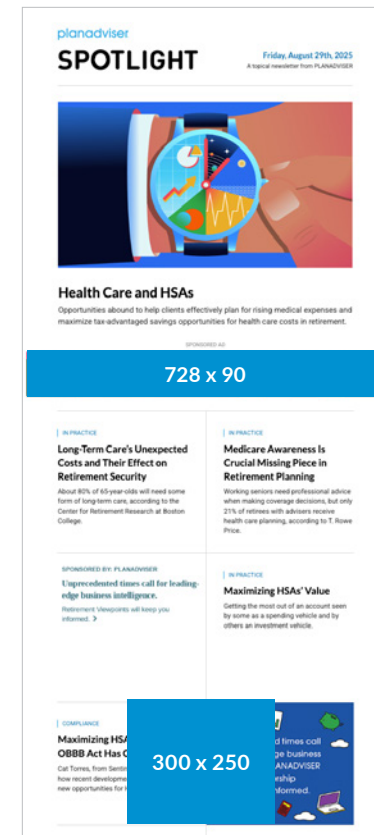 planadviser
SPOTLIGHT
Friday, August 29th, 2025
A topical newsletter from PLANADVISER
Health Care and HSAs
Opportunities abound to help clients effectively plan for rising medical expenses and
maximize tax-advantaged savings opportunities for health care costs in retirement.
SPONSORED AD
728 x 90
IN PRACTICE
Long-Term Care's Unexpected
Costs and Their Effect on
Retirement Security
About 80% of 65-year-olds will need some
form of long-term care, according to the
Center for Retirement Research at Boston
College.
IN PRACTICE
Medicare Awareness Is
Crucial Missing Piece in
Retirement Planning
Working seniors need professional advice
when making coverage decisions, but only
21% of retirees with advisers receive
health care planning, according to T. Rowe
Price.
SPONSORED BY: PLANADVISER
Unprecedented times call for leading-
edge business intelligence.
Retirement Viewpoints will keep you
informed. >
IN PRACTICE
Maximizing HSAs' Value
Getting the most out of an account seen
by some as a spending vehicle and by
others an investment vehicle.
COMPLIANCE
Maximizing HSA
OBBB Act Has
Cat Torres, from
how recent
new opportunities for
300 x 250
times call
business
ANADVISER
formed.